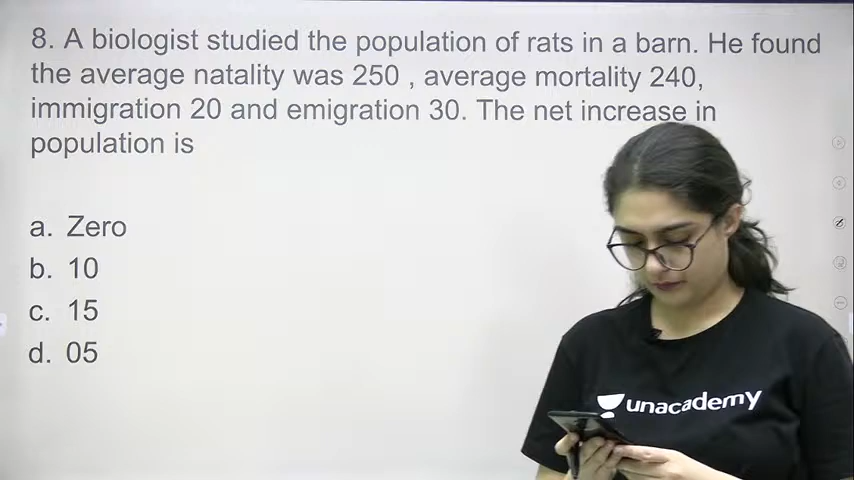 8. A biologist studied the population of rats in a barn. He found
the average natality was 250 , average mortality 240,
immigration 20 and emigration 30. The net increase in
population is
a. Zero
b. 10
c. 15
d. 05
unacademy